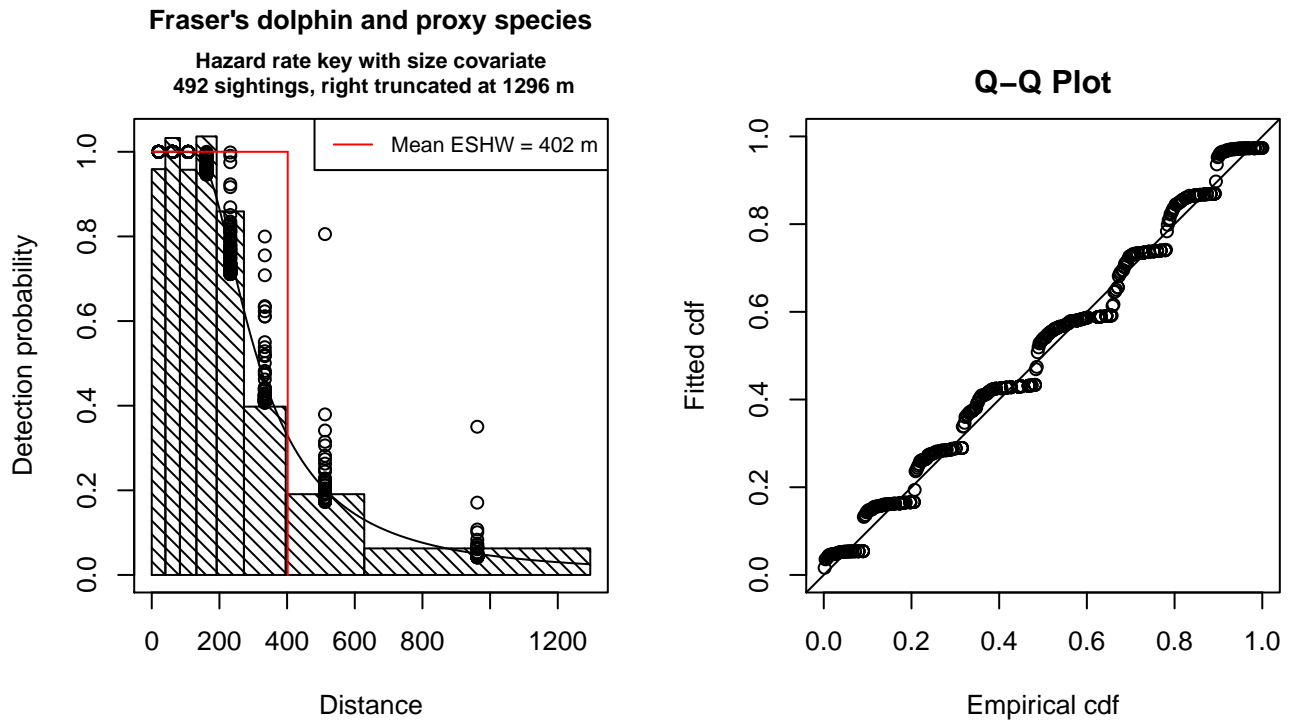 Fraser's dolphin and proxy species
Hazard rate key with size covariate
492 sightings, right truncated at 1296 m
Mean ESHW = 402 m
Detection probability
0.0 0.2 0.4 0.6 0.8 1.0
0 200 400 600 800 1200
Distance
Q−Q Plot
Fitted cdf
0.0 0.2 0.4 0.6 0.8 1.0
0.0 0.2 0.4 0.6 0.8 1.0
Empirical cdf